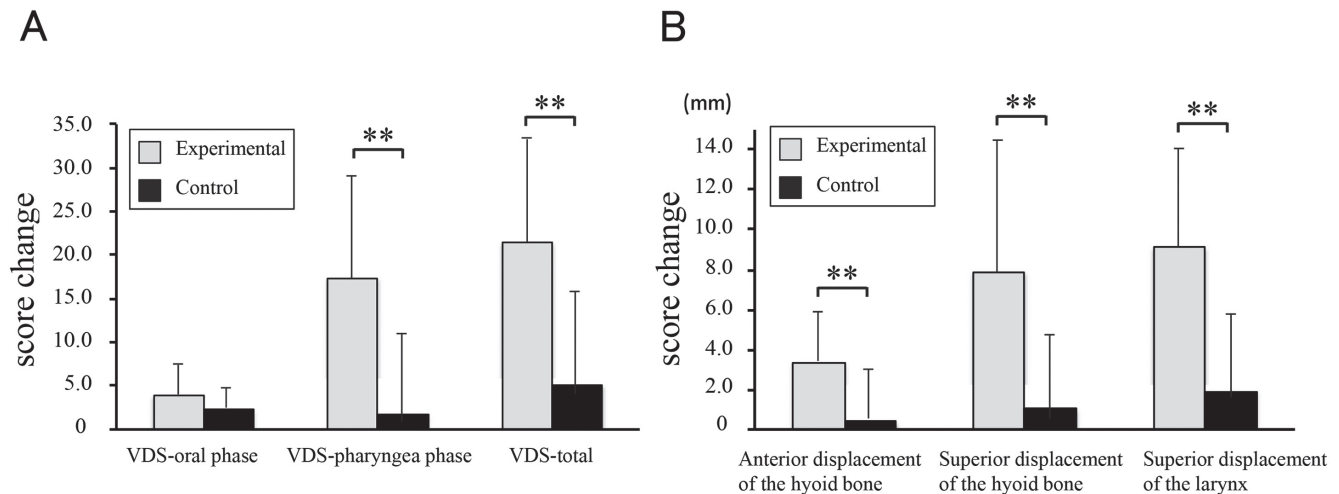 A
score change
35.0
30.0
25.0
20.0
15.0
10.0
5.0
0
Experimental
Control
**
**
VDS-oral phase
VDS-pharyngea phase
VDS-total
B
(mm)
score change
14.0
12.0
10.0
8.0
6.0
4.0
2.0
0
Experimental
Control
**
**
**
Anterior displacement
of the hyoid bone
Superior displacement
of the hyoid bone
Superior displacement
of the larynx